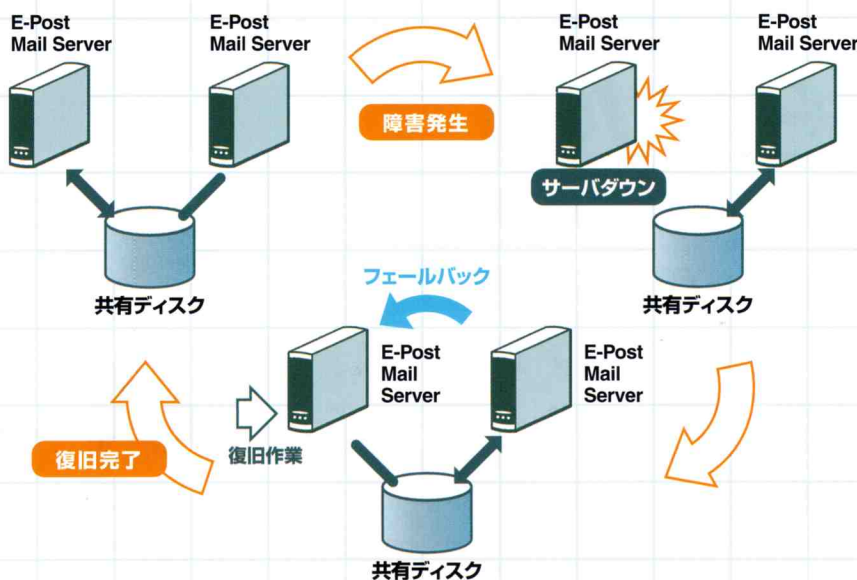 E-Post
Mail Server
E-Post
Mail Server
障害発生
E-Post
Mail Server
E-Post
Mail Server
サーバダウン
共有ディスク
共有ディスク
フェールバック
E-Post
Mail
Server
E-Post
Mail
Server
復旧作業
復旧完了
共有ディスク